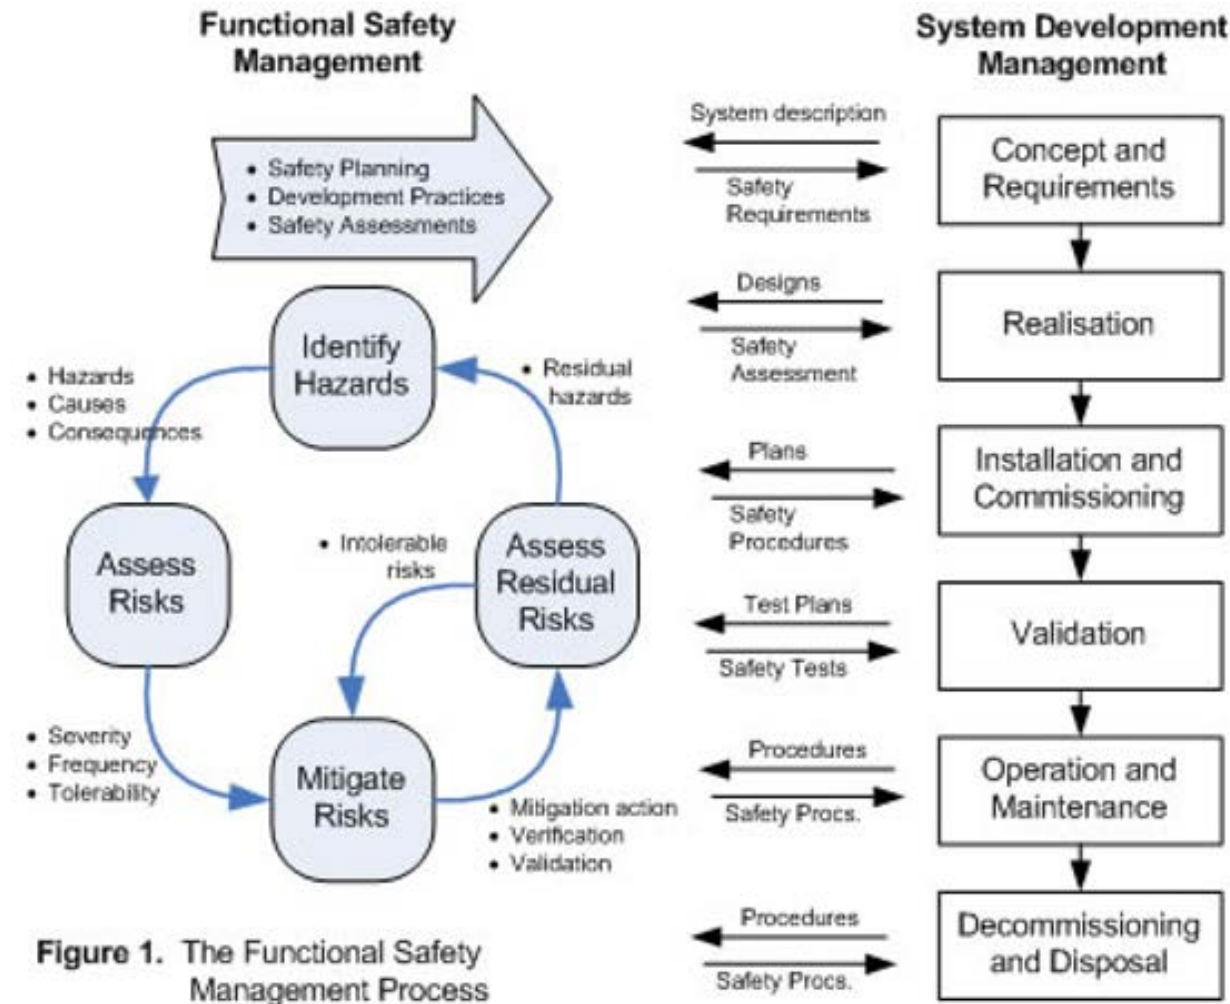 Functional Safety
Management
• Safety Planning
• Development Practices
• Safety Assessments
Identify
Hazards
• Hazards
• Causes
• Consequences
• Residual
hazards
Assess
Risks
• Intolerable
risks
Assess
Residual
Risks
• Severity
• Frequency
• Tolerability
Mitigate
Risks
• Mitigation action
• Verification
• Validation
Figure 1. The Functional Safety
Management Process
System Development
Management
System description
Safety
Requirements
Concept and
Requirements
Designs
Safety
Assessment
Realisation
Plans
Safety
Procedures
Installation and
Commissioning
Test Plans
Safety Tests
Validation
Procedures
Safety Procs.
Operation and
Maintenance
Procedures
Safety Procs.
Decommissioning
and Disposal